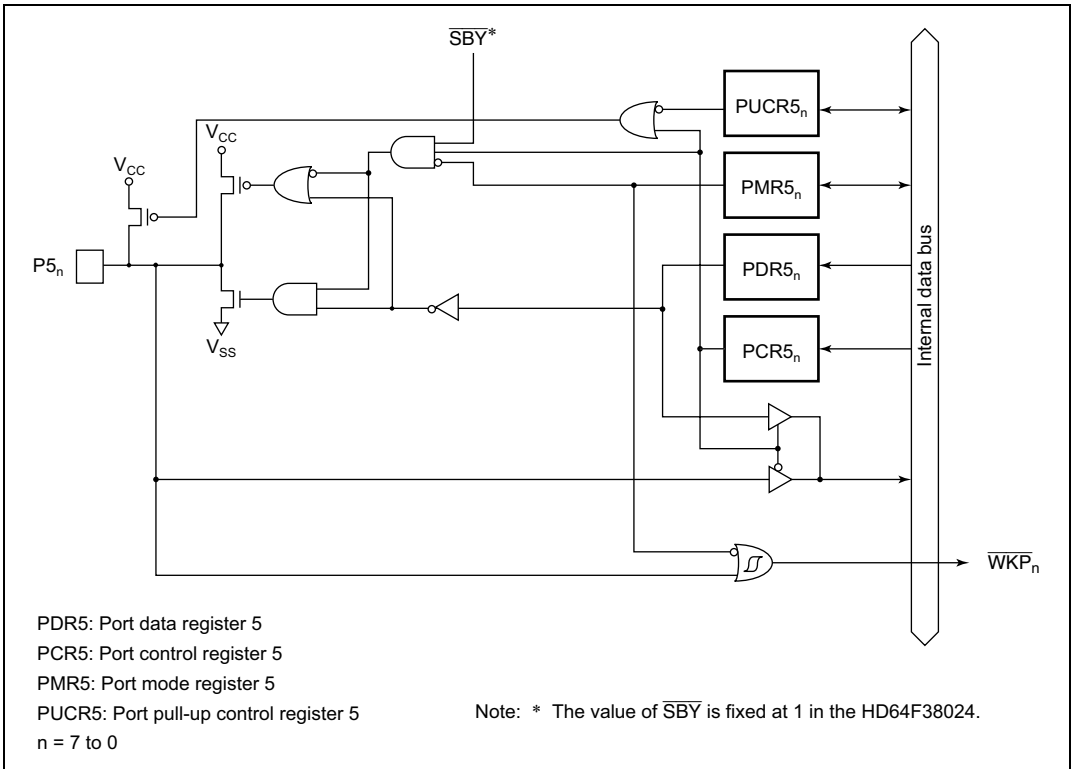 SBY*
PUCR5n
VCC
VCC
PMR5n
P5n
PDR5n
VSS
PCR5n
Internal data bus
WKPn
PDR5: Port data register 5
PCR5: Port control register 5
PMR5: Port mode register 5
PUCR5: Port pull-up control register 5
n = 7 to 0
Note: * The value of SBY is fixed at 1 in the HD64F38024.